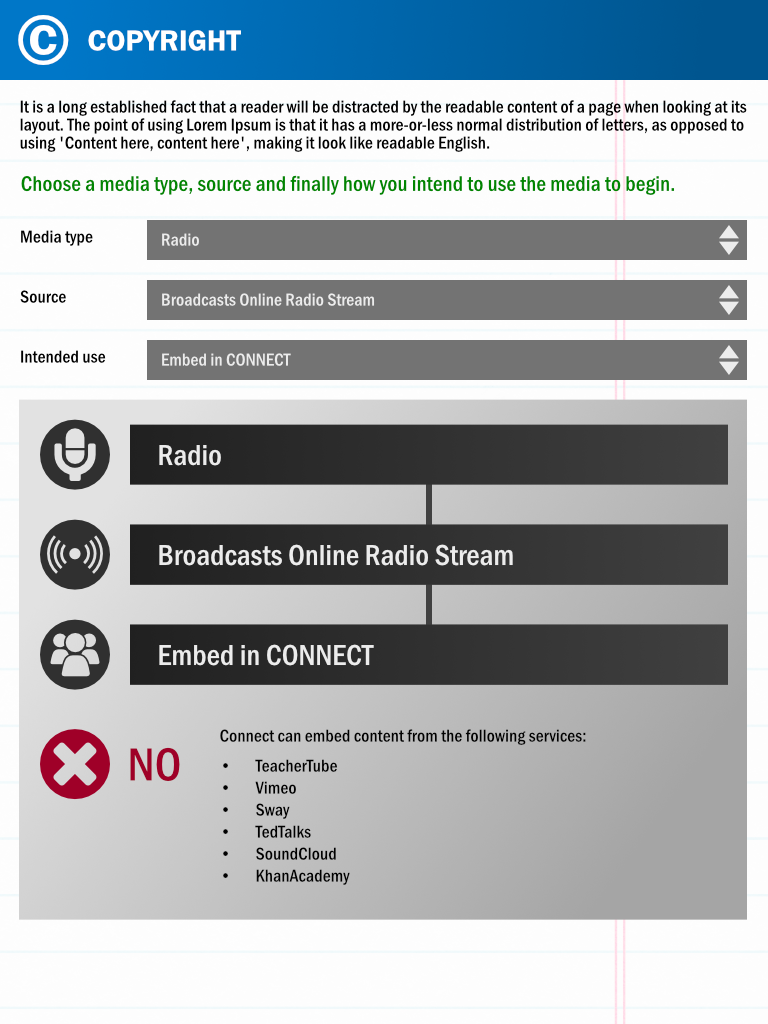 © COPYRIGHT
It is a long established fact that a reader will be distracted by the readable content of a page when looking at its
layout. The point of using Lorem Ipsum is that it has a more-or-less normal distribution of letters, as opposed to
using 'Content here, content here', making it look like readable English.
Choose a media type, source and finally how you intend to use the media to begin.
Media type
Radio
Source
Broadcasts Online Radio Stream
Intended use
Embed in CONNECT
Radio
Broadcasts Online Radio Stream
Embed in CONNECT
NO
Connect can embed content from the following services:
• TeacherTube
• Vimeo
• Sway
• TedTalks
• SoundCloud
• KhanAcademy